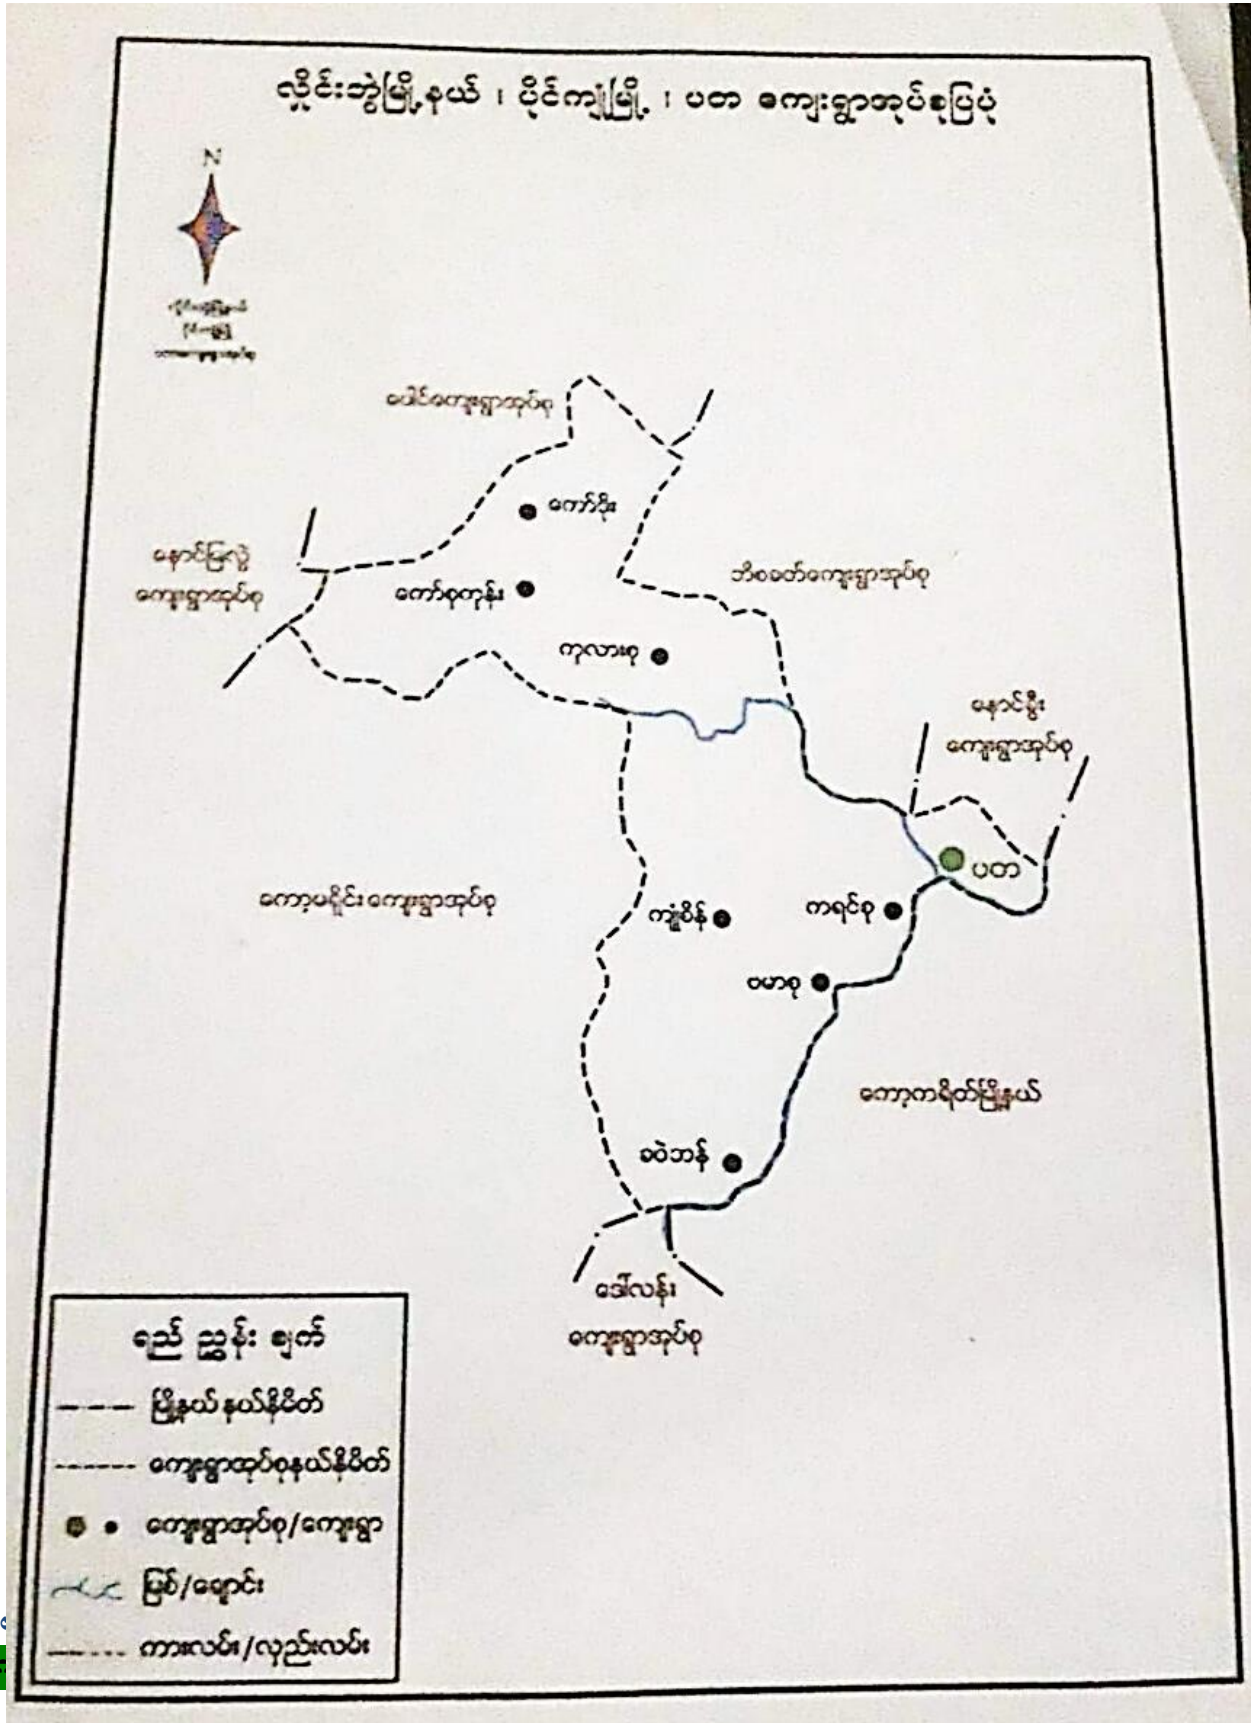 လှိုင်းဘွဲမြို့နယ် ၊ ပိုင်ကျုံမြို့ ၊ ပတ ကျေးရွာအုပ်စုပြပုံ
N
ပေါင်ကျေးရွာအုပ်စု
ကော်ဒိုး
နောင်မြလွဲ
ကျေးရွာအုပ်စု
ဘိစခတ်ကျေးရွာအုပ်စု
ကော်စုကုန်း
ကုလားစု
နောင်ခွီး
ကျေးရွာအုပ်စု
ပတ
ကော့မရိုင်းကျေးရွာအုပ်စု
ကျုံစိန်
ကရင်စု
ဗမာစု
ကော့ကရိတ်မြို့နယ်
ခဝဲဘန်
ဒေါ်လန်း
ကျေးရွာအုပ်စု
ရည် ညွှန်း ချက်
မြို့နယ်နယ်နိမိတ်
ကျေးရွာအုပ်စုနယ်နိမိတ်
ကျေးရွာအုပ်စု/ကျေးရွာ
မြစ်/ချောင်း
ကားလမ်း/လှည်းလမ်း